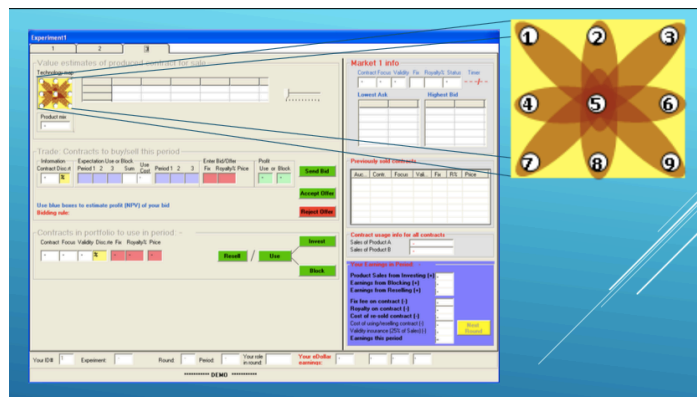 Experiment1
1 2 3
Value estimates of produced contract for sale
Technology map
Product mix
Trade: Contracts to buy/sell this period
Information Expectation Use or Block Enter Bid/Offer Profit
Contract Disc.rt Period 1 2 3 Sum Use Cost Period 1 2 3 Fix Royalty% Price Use or Block
%
Send Bid
Accept Offer
Reject Offer
Use blue boxes to estimate profit (NPV) of your bid
Bidding rule:
Contracts in portfolio to use in period: -
Contract Focus Validity Disc.rte Fix Royalty% Price
%
Resell / Use
Invest
Block
Market 1 info
Contract Focus Validity Fix Royalty% Status Timer
Lowest Ask Highest Bid
Previously sold contracts
Auc.. Contr. Focus Vali.. Fix R% Price
Contract usage info for all contracts
Sales of Product A
Sales of Product B
Your Earnings in Period:
Product Sales from Investing (+)
Earnings from Blocking (+)
Earnings from Reselling (+)
Fix fee on contract (-)
Royalty on contract (-)
Cost of re-sold contract (-)
Cost of using/reselling contract (-)
Validity insurance (25% of Sales) (-)
Earnings this period
Next Round
Your ID# 1 Experiment: Round: - Period: - Your role in round: Your eDollar earnings: -
*********** DEMO ***********
1 2 3
4 5 6
7 8 9